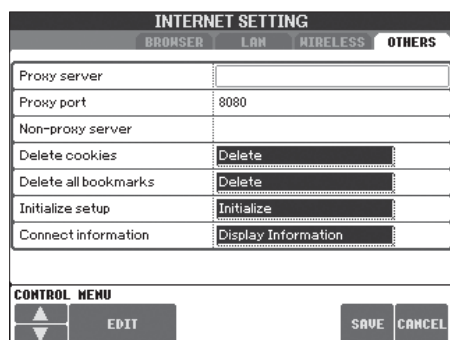 INTERNET SETTING
BROWSER LAN WIRELESS OTHERS
Proxy server
Proxy port 8080
Non-proxy server
Delete cookies Delete
Delete all bookmarks Delete
Initialize setup Initialize
Connect information Display Information
CONTROL MENU
EDIT SAVE CANCEL